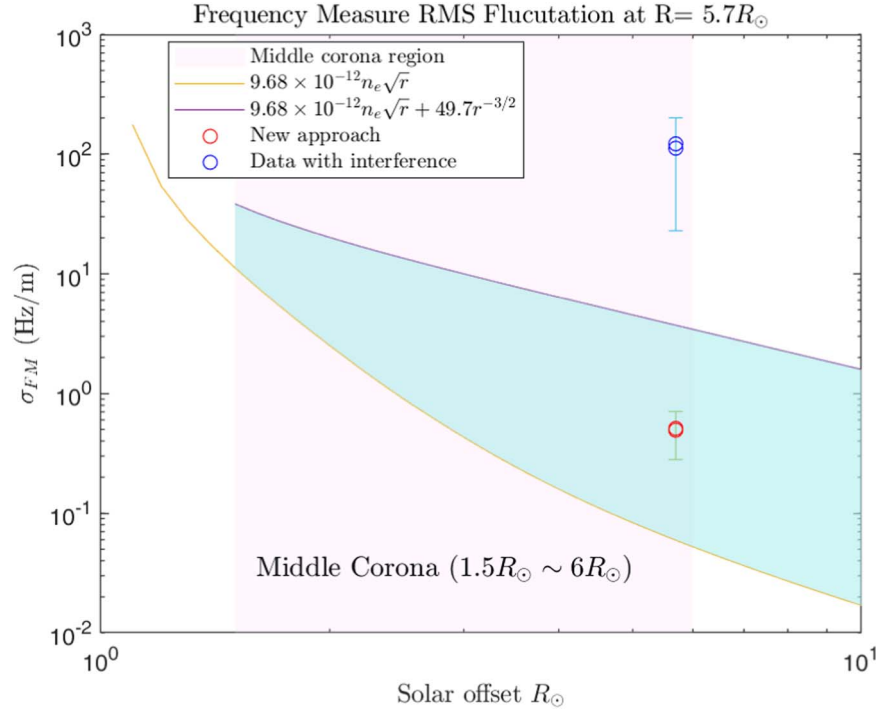 Frequency Measure RMS Flucutation at R= 5.7R⊙
10³
10²
10¹
10⁰
10⁻¹
10⁻²
σ_FM (Hz/m)
Middle corona region
9.68 × 10⁻¹²nₑ√r
9.68 × 10⁻¹²nₑ√r + 49.7r⁻³/²
New approach
Data with interference
Middle Corona (1.5R⊙ ∼ 6R⊙)
10⁰
10¹
Solar offset R⊙